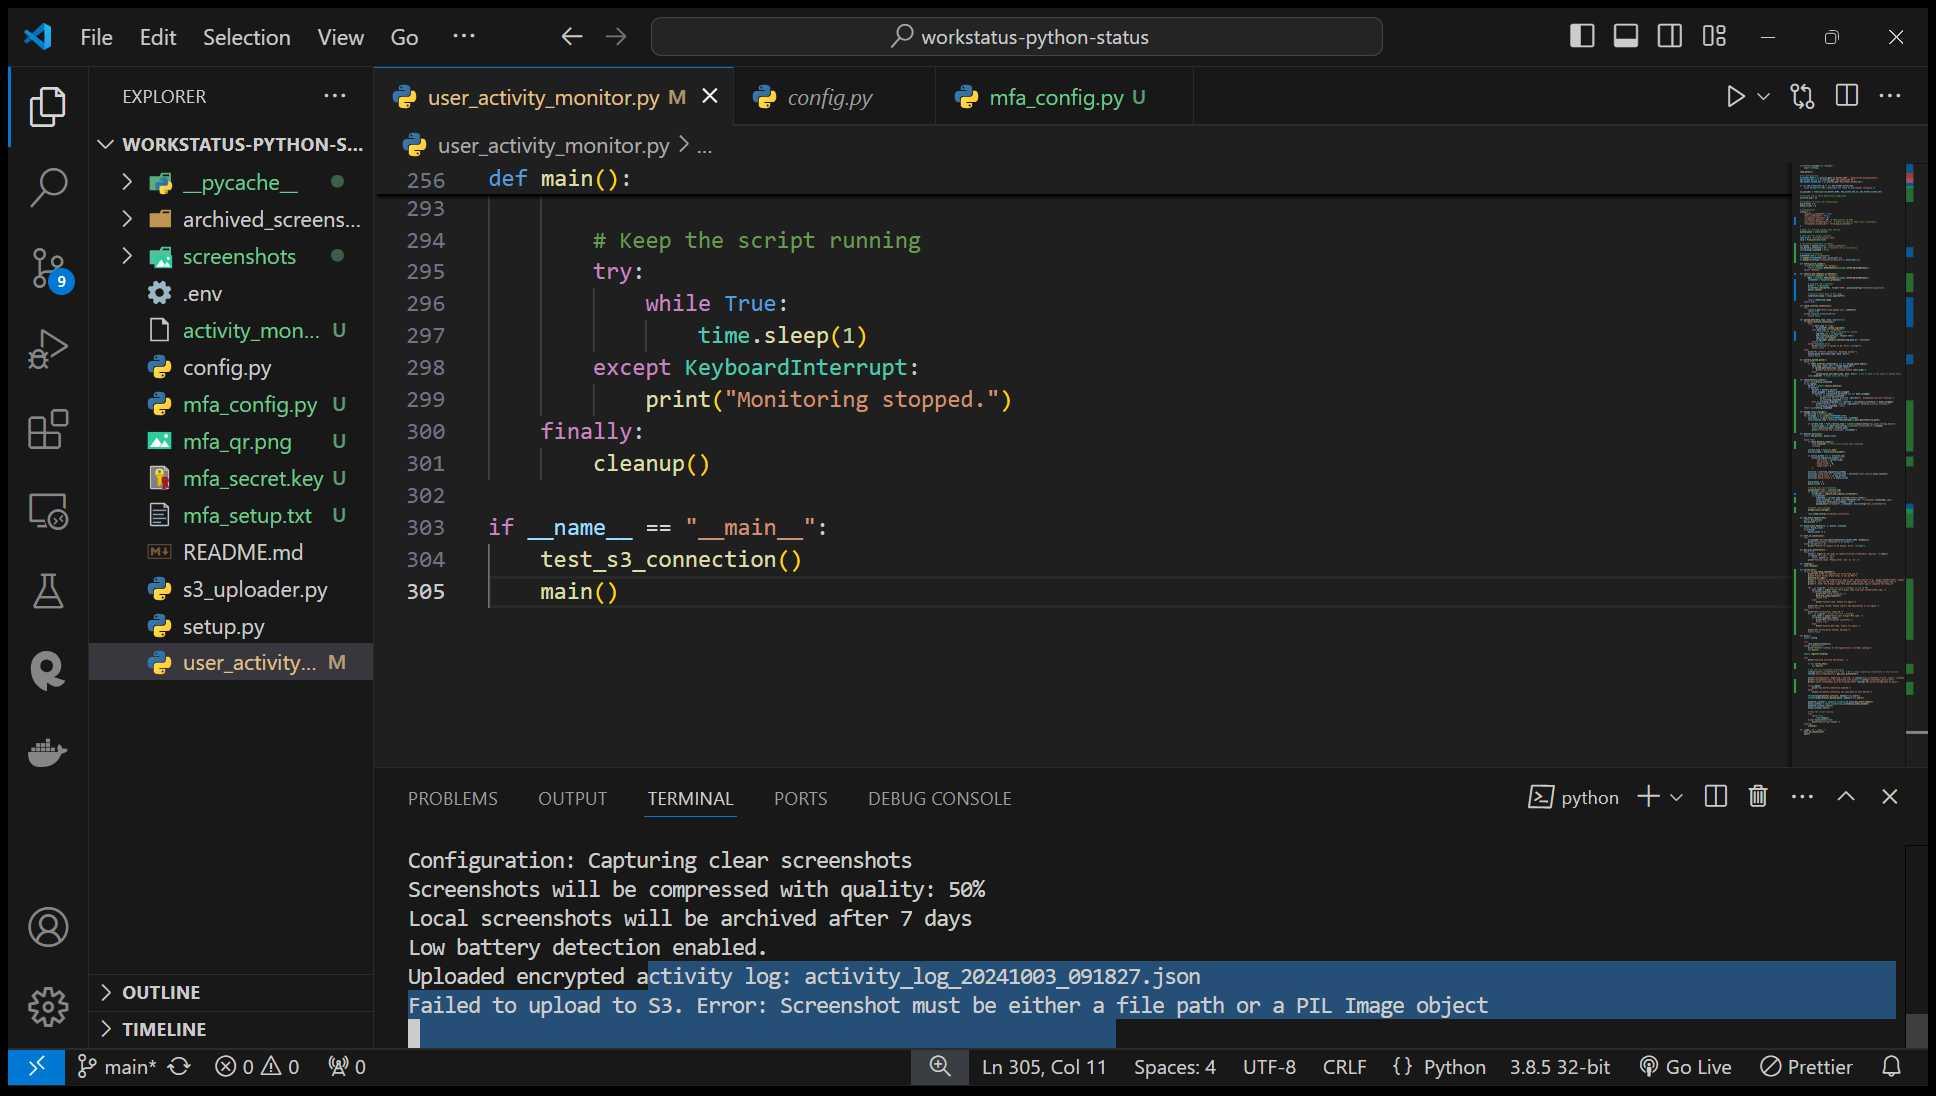 File Edit Selection View Go ...
workstatus-python-status
EXPLORER ...
WORKSTATUS-PYTHON-S...
__pycache__
archived_screens...
screenshots
.env
activity_mon... U
config.py
mfa_config.py U
mfa_qr.png U
mfa_secret.key U
mfa_setup.txt U
README.md
s3_uploader.py
setup.py
user_activity... M
OUTLINE
TIMELINE
9
user_activity_monitor.py M
config.py
mfa_config.py U
user_activity_monitor.py > ...
256 def main():
293
294 # Keep the script running
295 try:
296 while True:
297 time.sleep(1)
298 except KeyboardInterrupt:
299 print("Monitoring stopped.")
300 finally:
301 cleanup()
302
303 if __name__ == "__main__":
304 test_s3_connection()
305 main()
PROBLEMS OUTPUT TERMINAL PORTS DEBUG CONSOLE
python
Configuration: Capturing clear screenshots
Screenshots will be compressed with quality: 50%
Local screenshots will be archived after 7 days
Low battery detection enabled.
Uploaded encrypted activity log: activity_log_20241003_091827.json
Failed to upload to S3. Error: Screenshot must be either a file path or a PIL Image object
main* 0 0 0 Ln 305, Col 11 Spaces: 4 UTF-8 CRLF {} Python 3.8.5 32-bit Go Live Prettier